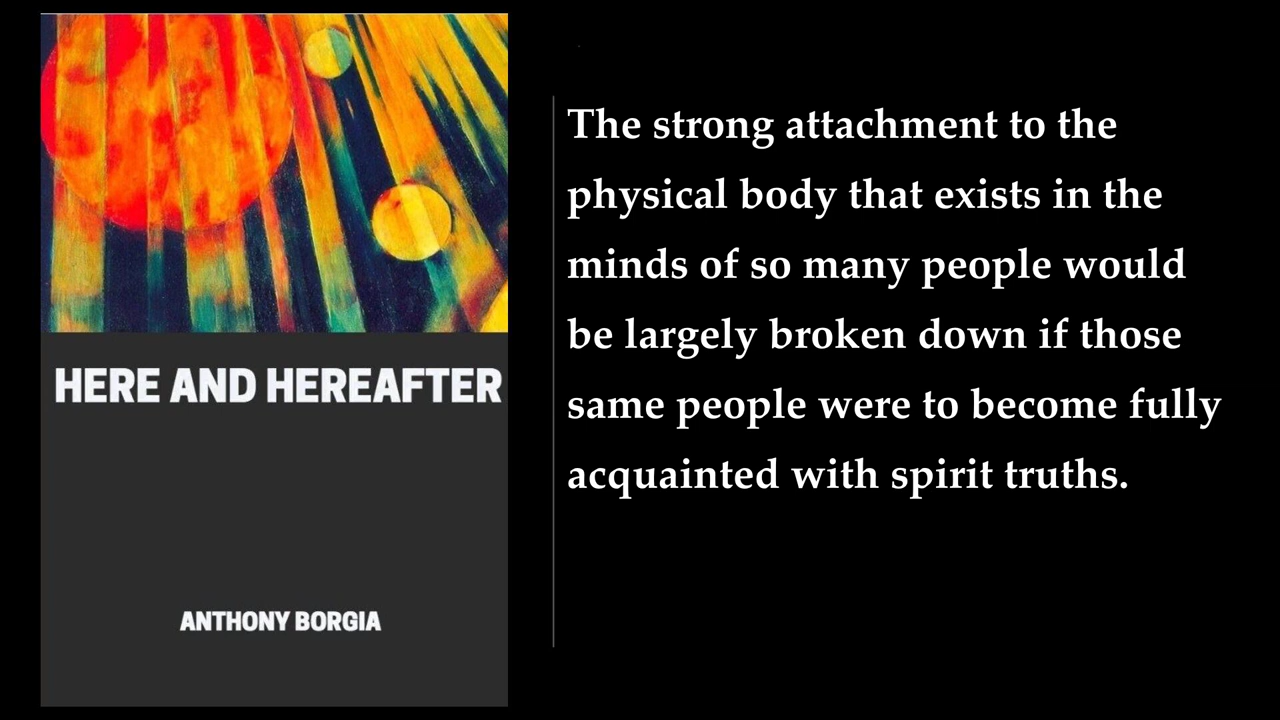 HERE AND HEREAFTER
ANTHONY BORGIA
The strong attachment to the
physical body that exists in the
minds of so many people would
be largely broken down if those
same people were to become fully
acquainted with spirit truths.